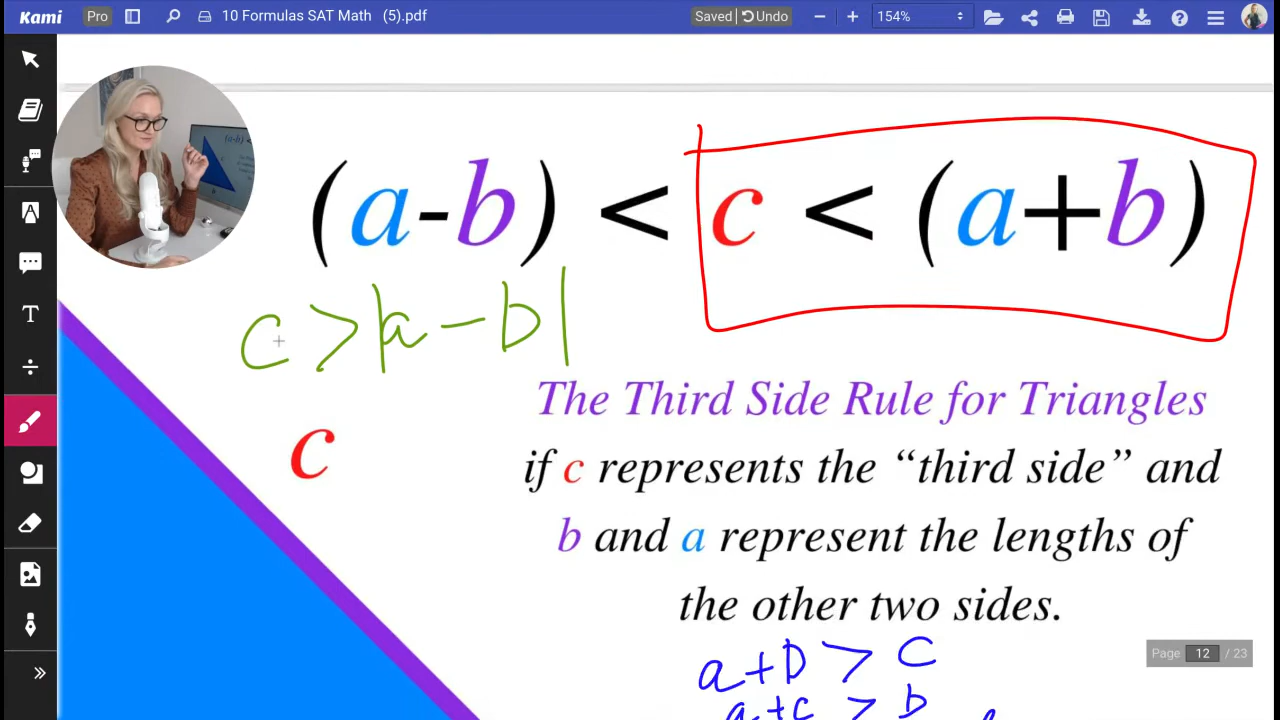 Kami Pro 10 Formulas SAT Math (5).pdf Saved Undo 154%
(a-b) < c < (a+b)
c > |a - b|
The Third Side Rule for Triangles
c
if c represents the “third side” and
b and a represent the lengths of
the other two sides.
a+b > c
Page 12 / 23
a+c > b